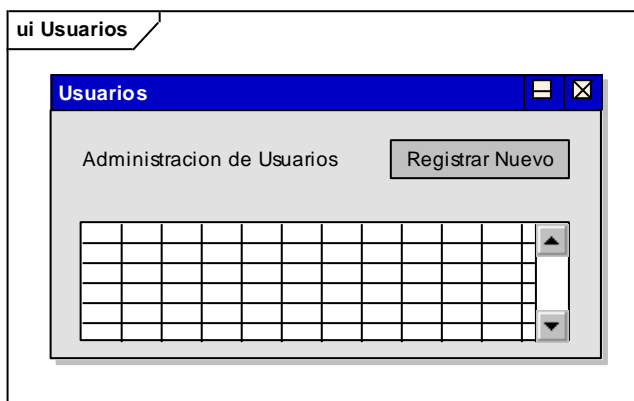 ui Usuarios
Usuarios
Administracion de Usuarios
Registrar Nuevo